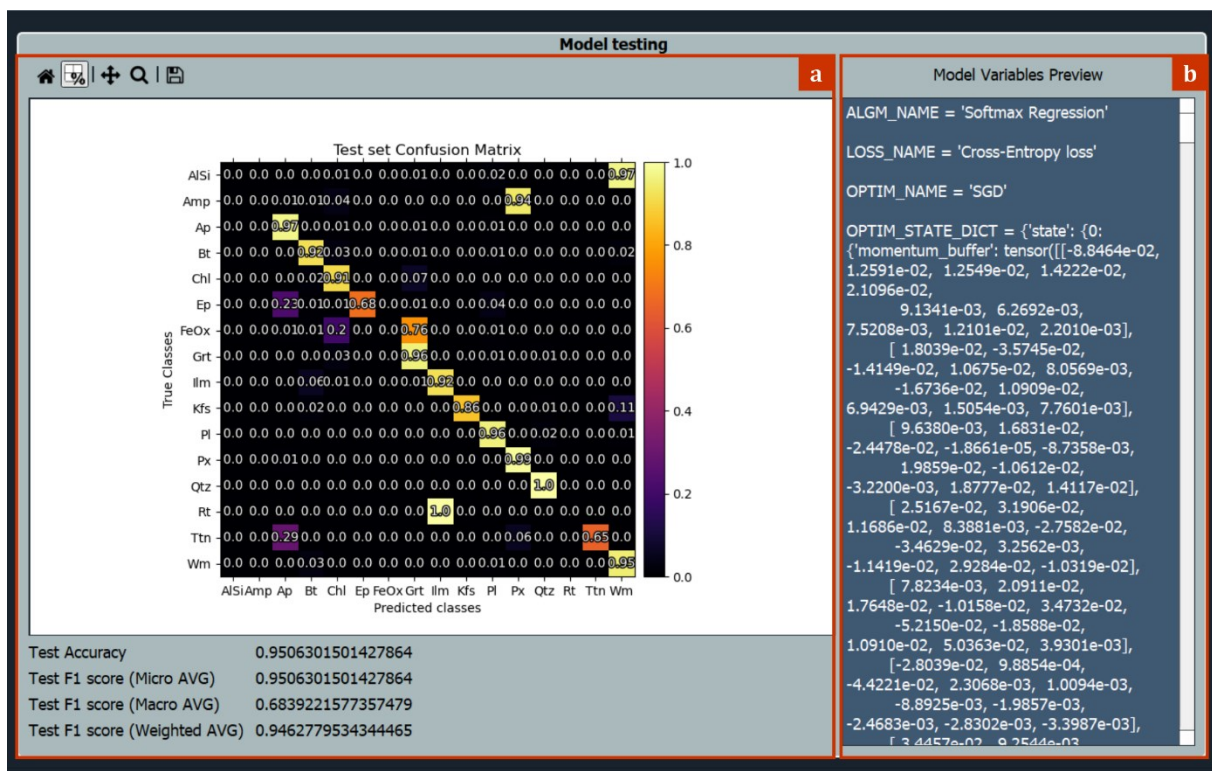 Model testing
a
Model Variables Preview
b
Test set Confusion Matrix
True Classes
AlSi 0.0 0.0 0.0 0.0 0.01 0.0 0.0 0.01 0.0 0.0 0.02 0.0 0.0 0.0 0.0 0.97
Amp 0.0 0.0 0.01 0.01 0.04 0.0 0.0 0.0 0.0 0.0 0.0 0.94 0.0 0.0 0.0 0.0
Ap 0.0 0.0 0.97 0.0 0.01 0.0 0.0 0.01 0.0 0.0 0.01 0.0 0.0 0.0 0.0 0.0
Bt 0.0 0.0 0.0 0.92 0.03 0.0 0.0 0.01 0.0 0.0 0.01 0.0 0.0 0.0 0.0 0.02
Chl 0.0 0.0 0.0 0.02 0.91 0.0 0.0 0.07 0.0 0.0 0.0 0.0 0.0 0.0 0.0 0.0
Ep 0.0 0.0 0.23 0.01 0.01 0.68 0.0 0.01 0.0 0.0 0.04 0.0 0.0 0.0 0.0 0.0
FeOx 0.0 0.0 0.01 0.01 0.2 0.0 0.0 0.76 0.0 0.0 0.01 0.0 0.0 0.0 0.0 0.0
Grt 0.0 0.0 0.0 0.0 0.03 0.0 0.0 0.96 0.0 0.0 0.01 0.0 0.01 0.0 0.0 0.0
Ilm 0.0 0.0 0.0 0.06 0.01 0.0 0.0 0.01 0.92 0.0 0.0 0.0 0.0 0.0 0.0 0.0
Kfs 0.0 0.0 0.0 0.02 0.0 0.0 0.0 0.0 0.0 0.86 0.0 0.0 0.01 0.0 0.0 0.11
Pl 0.0 0.0 0.0 0.0 0.0 0.0 0.0 0.0 0.0 0.0 0.96 0.0 0.02 0.0 0.0 0.01
Px 0.0 0.0 0.01 0.0 0.0 0.0 0.0 0.0 0.0 0.0 0.0 0.99 0.0 0.0 0.0 0.0
Qtz 0.0 0.0 0.0 0.0 0.0 0.0 0.0 0.0 0.0 0.0 0.0 0.0 1.0 0.0 0.0 0.0
Rt 0.0 0.0 0.0 0.0 0.0 0.0 0.0 0.0 1.0 0.0 0.0 0.0 0.0 0.0 0.0 0.0
Ttn 0.0 0.0 0.29 0.0 0.0 0.0 0.0 0.0 0.0 0.0 0.0 0.06 0.0 0.0 0.65 0.0
Wm 0.0 0.0 0.0 0.03 0.0 0.0 0.0 0.0 0.0 0.0 0.01 0.0 0.0 0.0 0.0 0.95
AlSi Amp Ap Bt Chl Ep FeOx Grt Ilm Kfs Pl Px Qtz Rt Ttn Wm
Predicted classes
1.0
0.8
0.6
0.4
0.2
0.0
Test Accuracy 0.9506301501427864
Test F1 score (Micro AVG) 0.9506301501427864
Test F1 score (Macro AVG) 0.6839221577357479
Test F1 score (Weighted AVG) 0.9462779534344465
ALGM_NAME = 'Softmax Regression'
LOSS_NAME = 'Cross-Entropy loss'
OPTIM_NAME = 'SGD'
OPTIM_STATE_DICT = {'state': {0:
{'momentum_buffer': tensor([[-8.8464e-02,
1.2591e-02, 1.2549e-02, 1.4222e-02,
2.1096e-02,
9.1341e-03, 6.2692e-03,
7.5208e-03, 1.2101e-02, 2.2010e-03],
[ 1.8039e-02, -3.5745e-02,
-1.4149e-02, 1.0675e-02, 8.0569e-03,
-1.6736e-02, 1.0909e-02,
6.9429e-03, 1.5054e-03, 7.7601e-03],
[ 9.6380e-03, 1.6831e-02,
-2.4478e-02, -1.8661e-05, -8.7358e-03,
1.9859e-02, -1.0612e-02,
-3.2200e-03, 1.8777e-02, 1.4117e-02],
[ 2.5167e-02, 3.1906e-02,
1.1686e-02, 8.3881e-03, -2.7582e-02,
-3.4629e-02, 3.2562e-03,
-1.1419e-02, 2.9284e-02, -1.0319e-02],
[ 7.8234e-03, 2.0911e-02,
1.7648e-02, -1.0158e-02, 3.4732e-02,
-5.2150e-02, -1.8588e-02,
1.0910e-02, 5.0363e-02, 3.9301e-02],
[-2.8039e-02, 9.8854e-04,
-4.4221e-02, 2.3068e-03, 1.0094e-03,
-8.8925e-03, -1.9857e-03,
-2.4683e-03, -2.8302e-03, -3.3987e-03],
[ 3.4457e-02, 9.2544e-03,